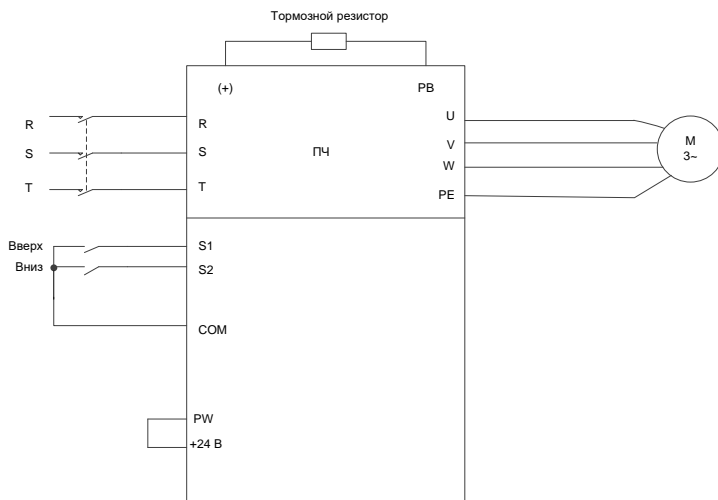 Тормозной резистор
(+)
PB
R
R
U
S
S
V
ПЧ
W
T
T
PE
M
3~
Вверх
S1
Вниз
S2
COM
PW
+24 В